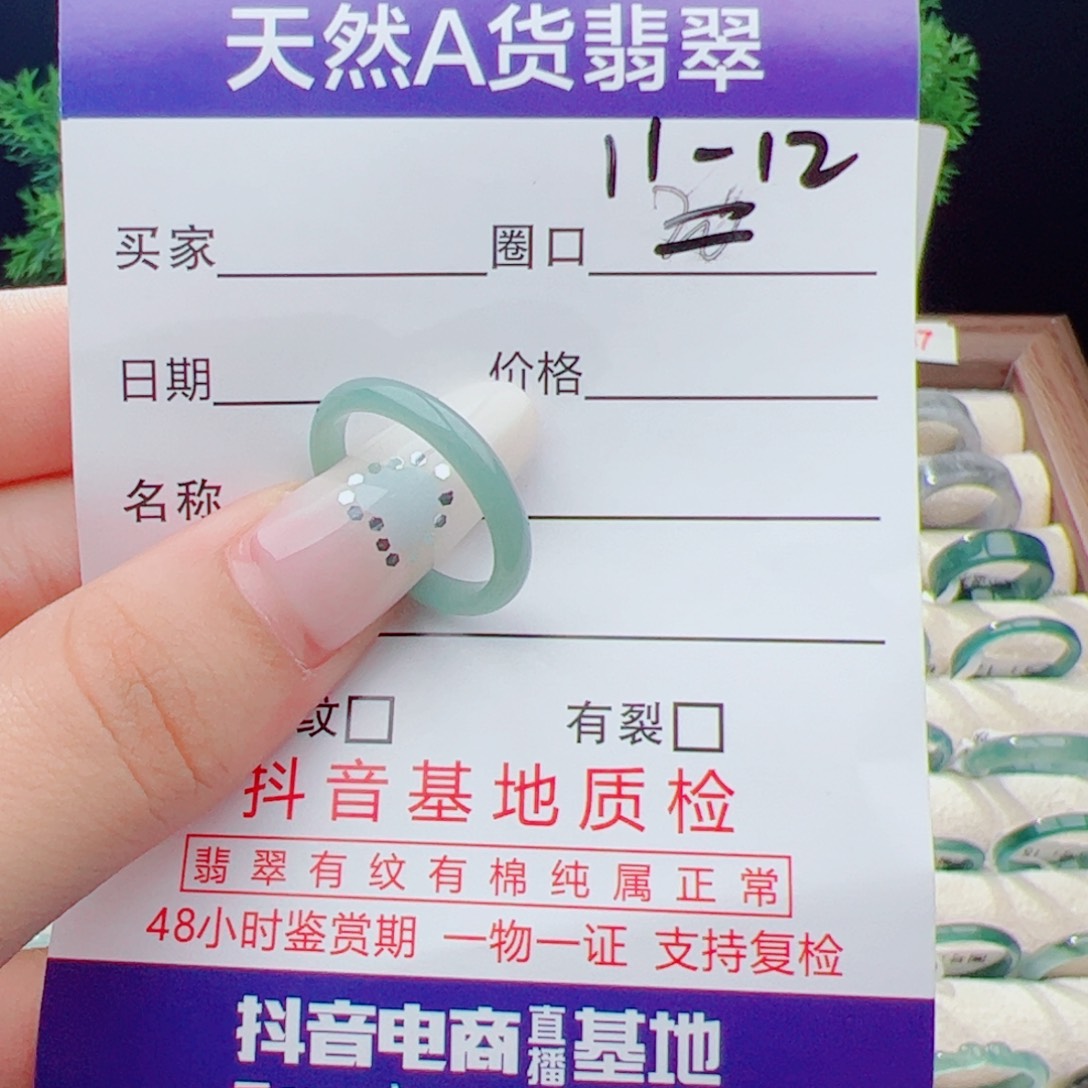 天然A货翡翠
11-12
买家 圈口
日期 价格
名称
纹 有裂
抖音基地质检
翡翠有纹有棉纯属正常
48小时鉴赏期 一物一证 支持复检
抖音电商直播基地